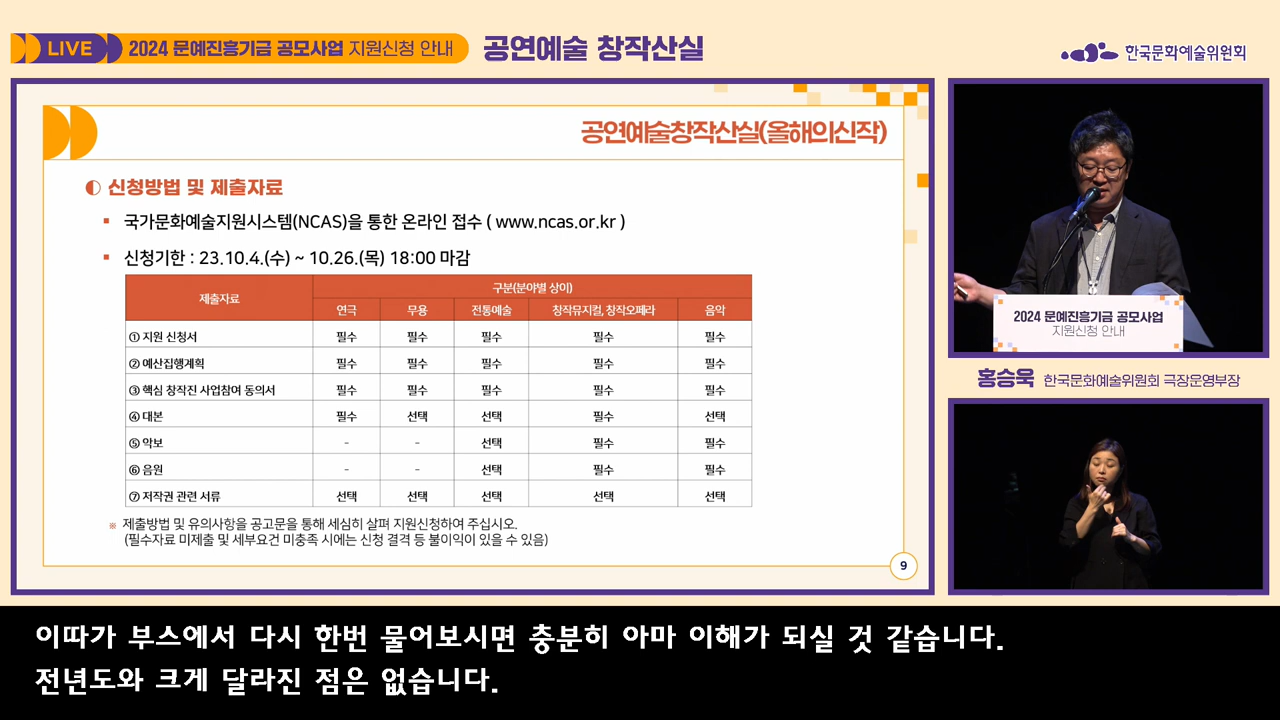 LIVE 2024 문예진흥기금 공모사업 지원신청 안내 공연예술 창작산실
한국문화예술위원회
공연예술창작산실(올해의신작)
신청방법 및 제출자료
국가문화예술지원시스템(NCAS)을 통한 온라인 접수 ( www.ncas.or.kr )
신청기한 : 23.10.4.(수) ~ 10.26.(목) 18:00 마감
제출자료 구분(분야별 상이)
연극 무용 전통예술 창작뮤지컬, 창작오페라 음악
① 지원 신청서 필수 필수 필수 필수 필수
② 예산집행계획 필수 필수 필수 필수 필수
③ 핵심 창작진 사업참여 동의서 필수 필수 필수 필수 필수
④ 대본 필수 선택 선택 필수 선택
⑤ 악보 - - 선택 필수 필수
⑥ 음원 - - 선택 필수 필수
⑦ 저작권 관련 서류 선택 선택 선택 선택 선택
※ 제출방법 및 유의사항을 공고문을 통해 세심히 살펴 지원신청하여 주십시오.
(필수자료 미제출 및 세부요건 미충족 시에는 신청 결격 등 불이익이 있을 수 있음)
9
2024 문예진흥기금 공모사업
지원신청 안내
홍승욱 한국문화예술위원회 극장운영부장
이따가 부스에서 다시 한번 물어보시면 충분히 아마 이해가 되실 것 같습니다.
전년도와 크게 달라진 점은 없습니다.